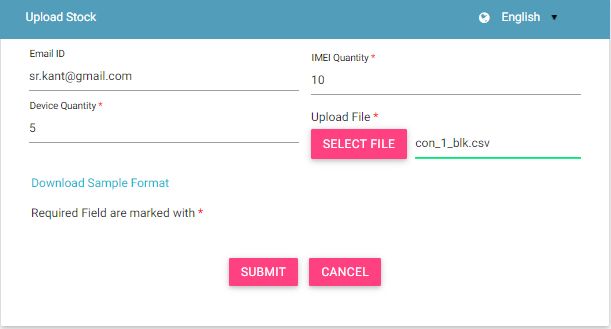 Upload Stock
English
Email ID
sr.kant@gmail.com
IMEI Quantity *
10
Device Quantity *
5
Upload File *
SELECT FILE
con_1_blk.csv
Download Sample Format
Required Field are marked with *
SUBMIT
CANCEL